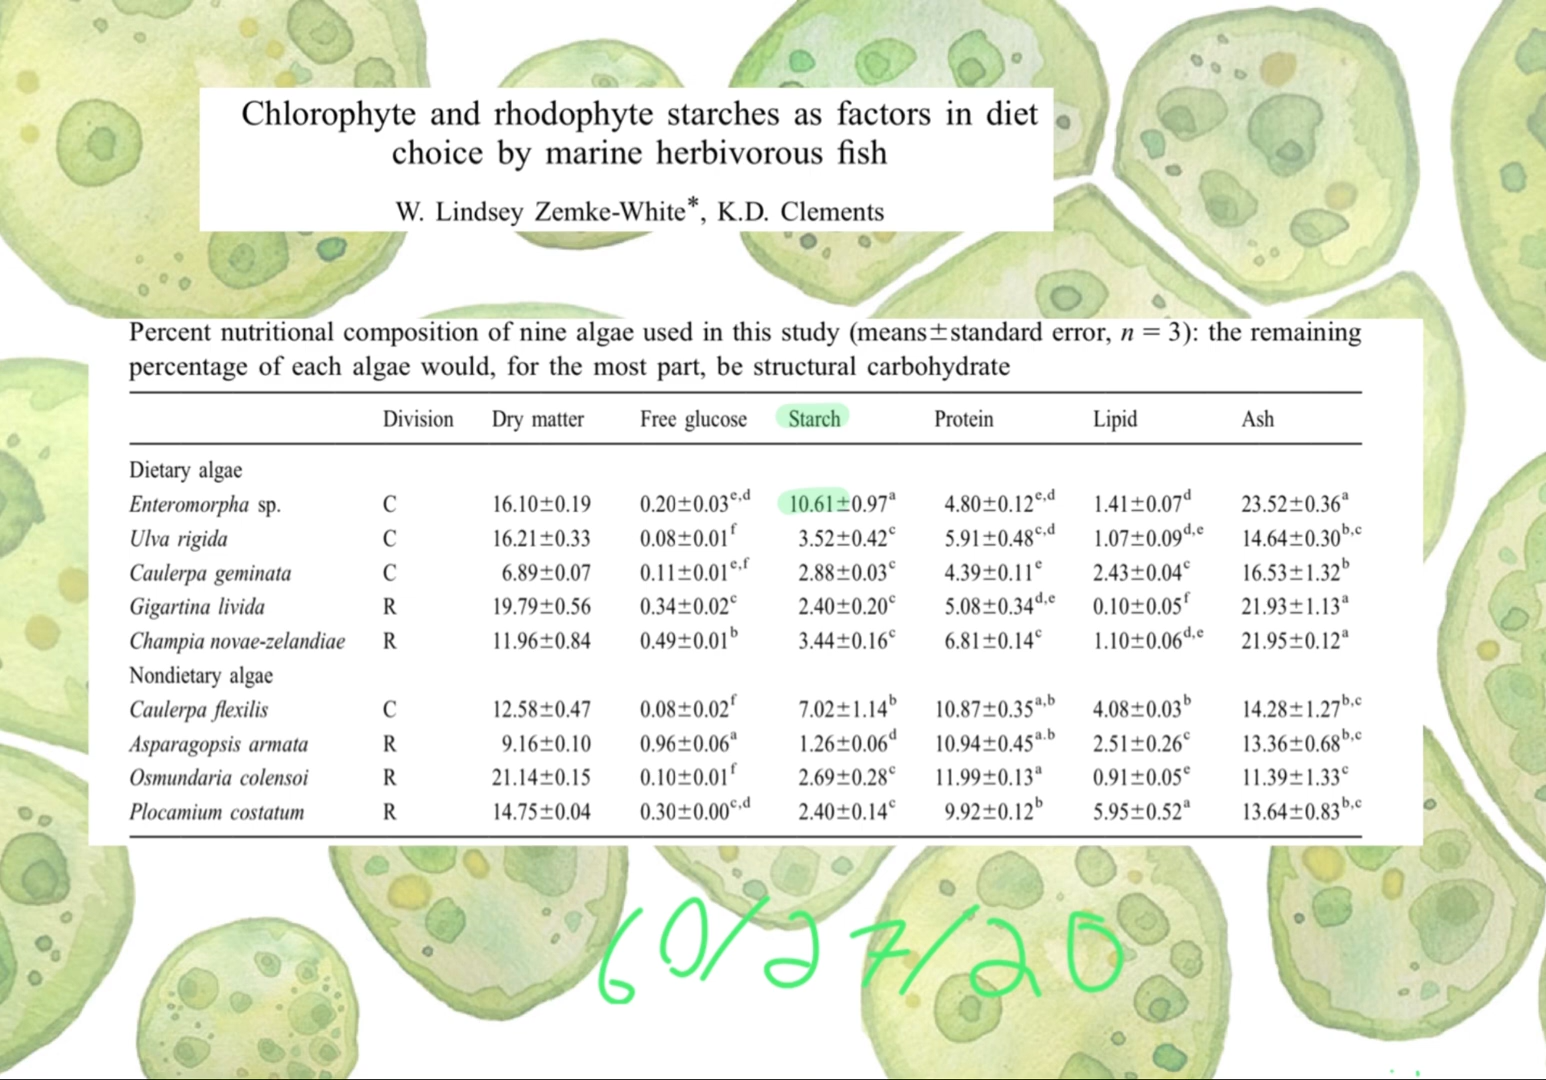 Chlorophyte and rhodophyte starches as factors in diet
choice by marine herbivorous fish
W. Lindsey Zemke-White*, K.D. Clements
Percent nutritional composition of nine algae used in this study (means±standard error, n = 3): the remaining
percentage of each algae would, for the most part, be structural carbohydrate
Division Dry matter Free glucose Starch Protein Lipid Ash
Dietary algae
Enteromorpha sp. C 16.10±0.19 0.20±0.03e,d 10.61±0.97a 4.80±0.12e,d 1.41±0.07d 23.52±0.36a
Ulva rigida C 16.21±0.33 0.08±0.01f 3.52±0.42c 5.91±0.48c,d 1.07±0.09d,e 14.64±0.30b,c
Caulerpa geminata C 6.89±0.07 0.11±0.01e,f 2.88±0.03c 4.39±0.11e 2.43±0.04c 16.53±1.32b
Gigartina livida R 19.79±0.56 0.34±0.02c 2.40±0.20c 5.08±0.34d,e 0.10±0.05f 21.93±1.13a
Champia novae-zelandiae R 11.96±0.84 0.49±0.01b 3.44±0.16c 6.81±0.14c 1.10±0.06d,e 21.95±0.12a
Nondietary algae
Caulerpa flexilis C 12.58±0.47 0.08±0.02f 7.02±1.14b 10.87±0.35a,b 4.08±0.03b 14.28±1.27b,c
Asparagopsis armata R 9.16±0.10 0.96±0.06a 1.26±0.06d 10.94±0.45a.b 2.51±0.26c 13.36±0.68b,c
Osmundaria colensoi R 21.14±0.15 0.10±0.01f 2.69±0.28c 11.99±0.13a 0.91±0.05e 11.39±1.33c
Plocamium costatum R 14.75±0.04 0.30±0.00c,d 2.40±0.14c 9.92±0.12b 5.95±0.52a 13.64±0.83b,c
60/27/20